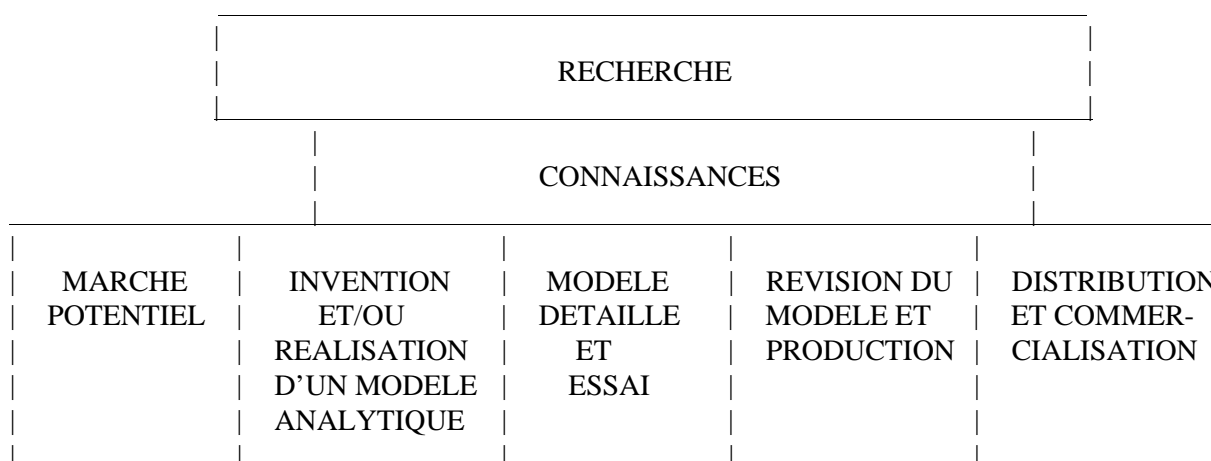 RECHERCHE
CONNAISSANCES
MARCHE
POTENTIEL
INVENTION
ET/OU
REALISATION
D'UN MODELE
ANALYTIQUE
MODELE
DETAILLE
ET
ESSAI
REVISION DU
MODELE ET
PRODUCTION
DISTRIBUTION
ET COMMER-
CIALISATION